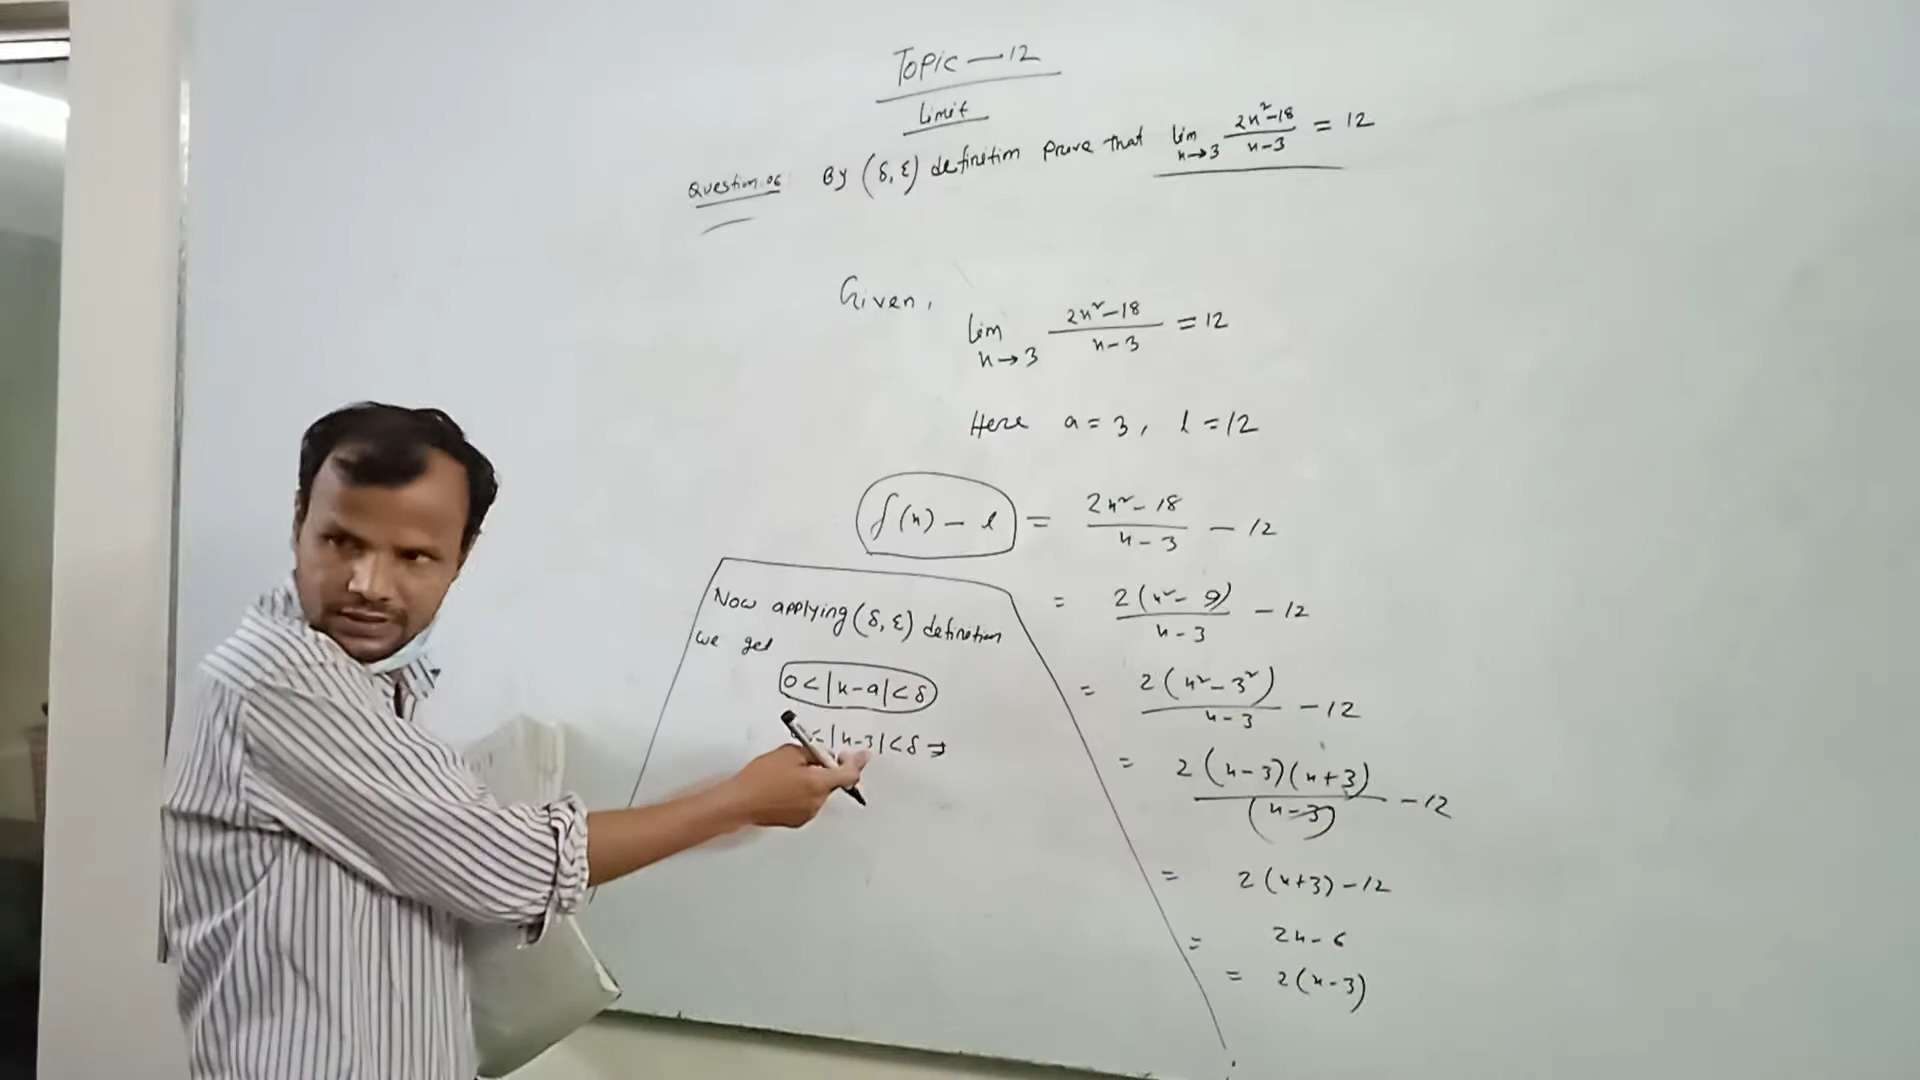 Topic — 12
Limit
Question.06 By (δ, ε) definition prove that lim x→3 2x²-18 / x-3 = 12
Given,
lim x→3 2x²-18 / x-3 = 12
Here a = 3, l = 12
f(x) - l = 2x²-18 / x-3 - 12
= 2(x²-9) / x-3 - 12
= 2(x²-3²) / x-3 - 12
= 2(x-3)(x+3) / (x-3) - 12
= 2(x+3)-12
= 2x-6
= 2(x-3)
Now applying (δ, ε) definition
we get
0<|x-a|<δ
<|x-3|<δ ⇒